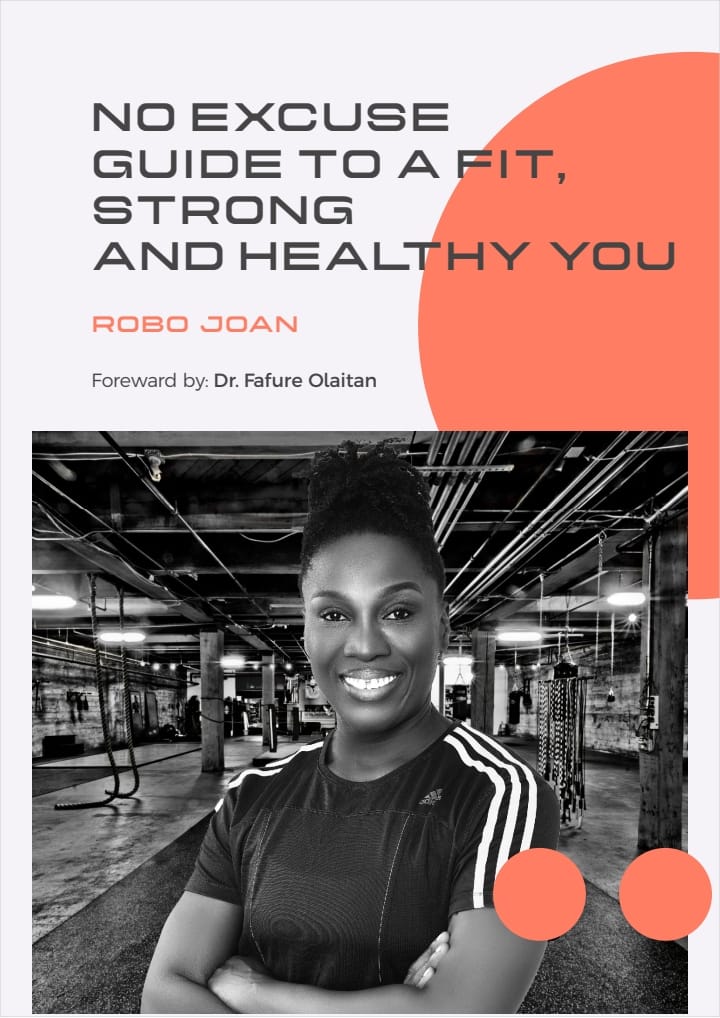 NO EXCUSE
GUIDE TO A FIT,
STRONG
AND HEALTHY YOU
ROBO JOAN
Foreward by: Dr. Fafure Olaitan